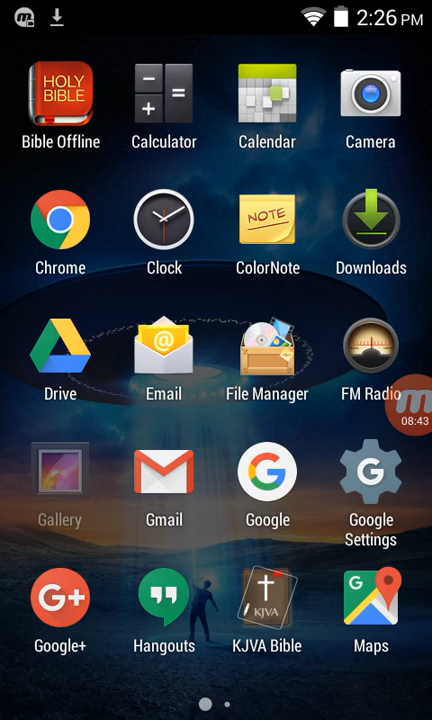 2:26 PM
HOLY
BIBLE
Bible Offline
Calculator
Calendar
Camera
NOTE
Chrome
Clock
ColorNote
Downloads
Drive
Email
File Manager
FM Radio
08:43
Gallery
Gmail
Google
Google
Settings
G+
KJVA
Google+
Hangouts
KJVA Bible
Maps